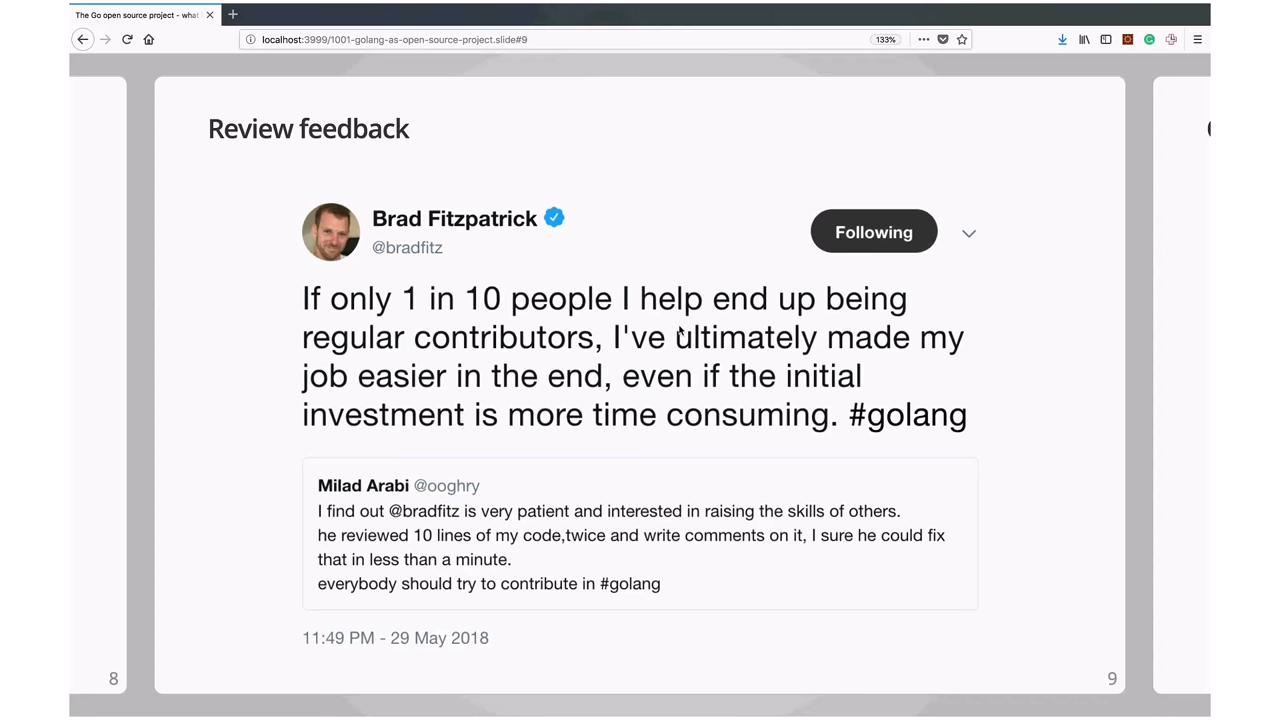 The Go open source project - what
localhost:3999/1001-golang-as-open-source-project.slide#9
133%
Review feedback
Brad Fitzpatrick
@bradfitz
Following
If only 1 in 10 people I help end up being
regular contributors, I've ultimately made my
job easier in the end, even if the initial
investment is more time consuming. #golang
Milad Arabi @ooghry
I find out @bradfitz is very patient and interested in raising the skills of others.
he reviewed 10 lines of my code,twice and write comments on it, I sure he could fix
that in less than a minute.
everybody should try to contribute in #golang
11:49 PM - 29 May 2018
8
9